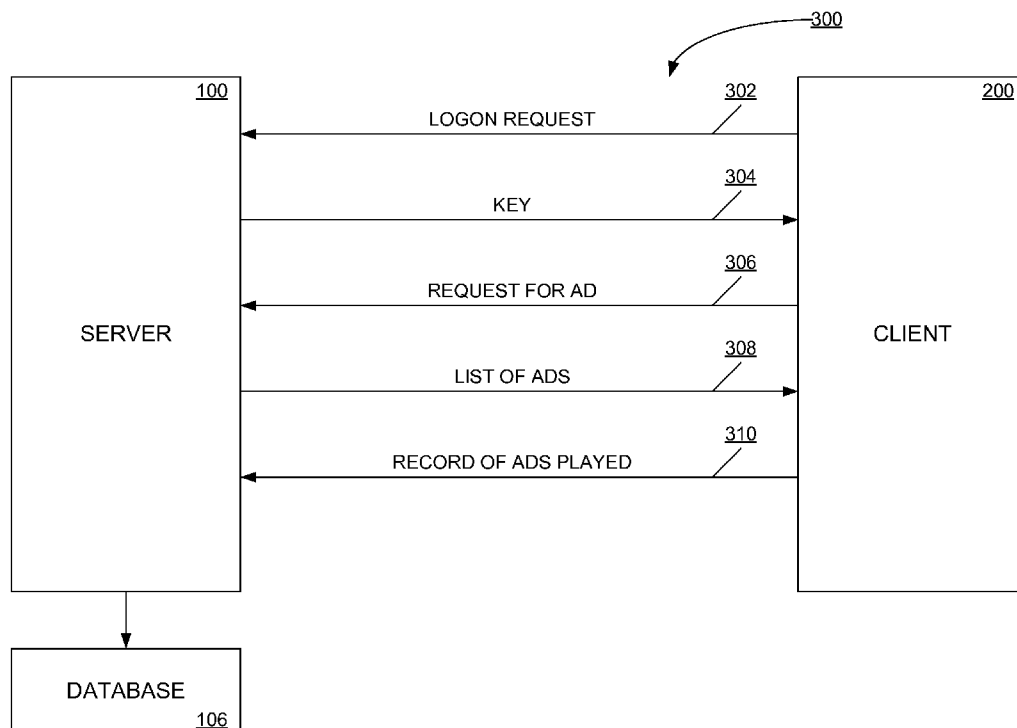 300
100
200
302
LOGON REQUEST
304
KEY
306
REQUEST FOR AD
SERVER
CLIENT
308
LIST OF ADS
310
RECORD OF ADS PLAYED
DATABASE
106